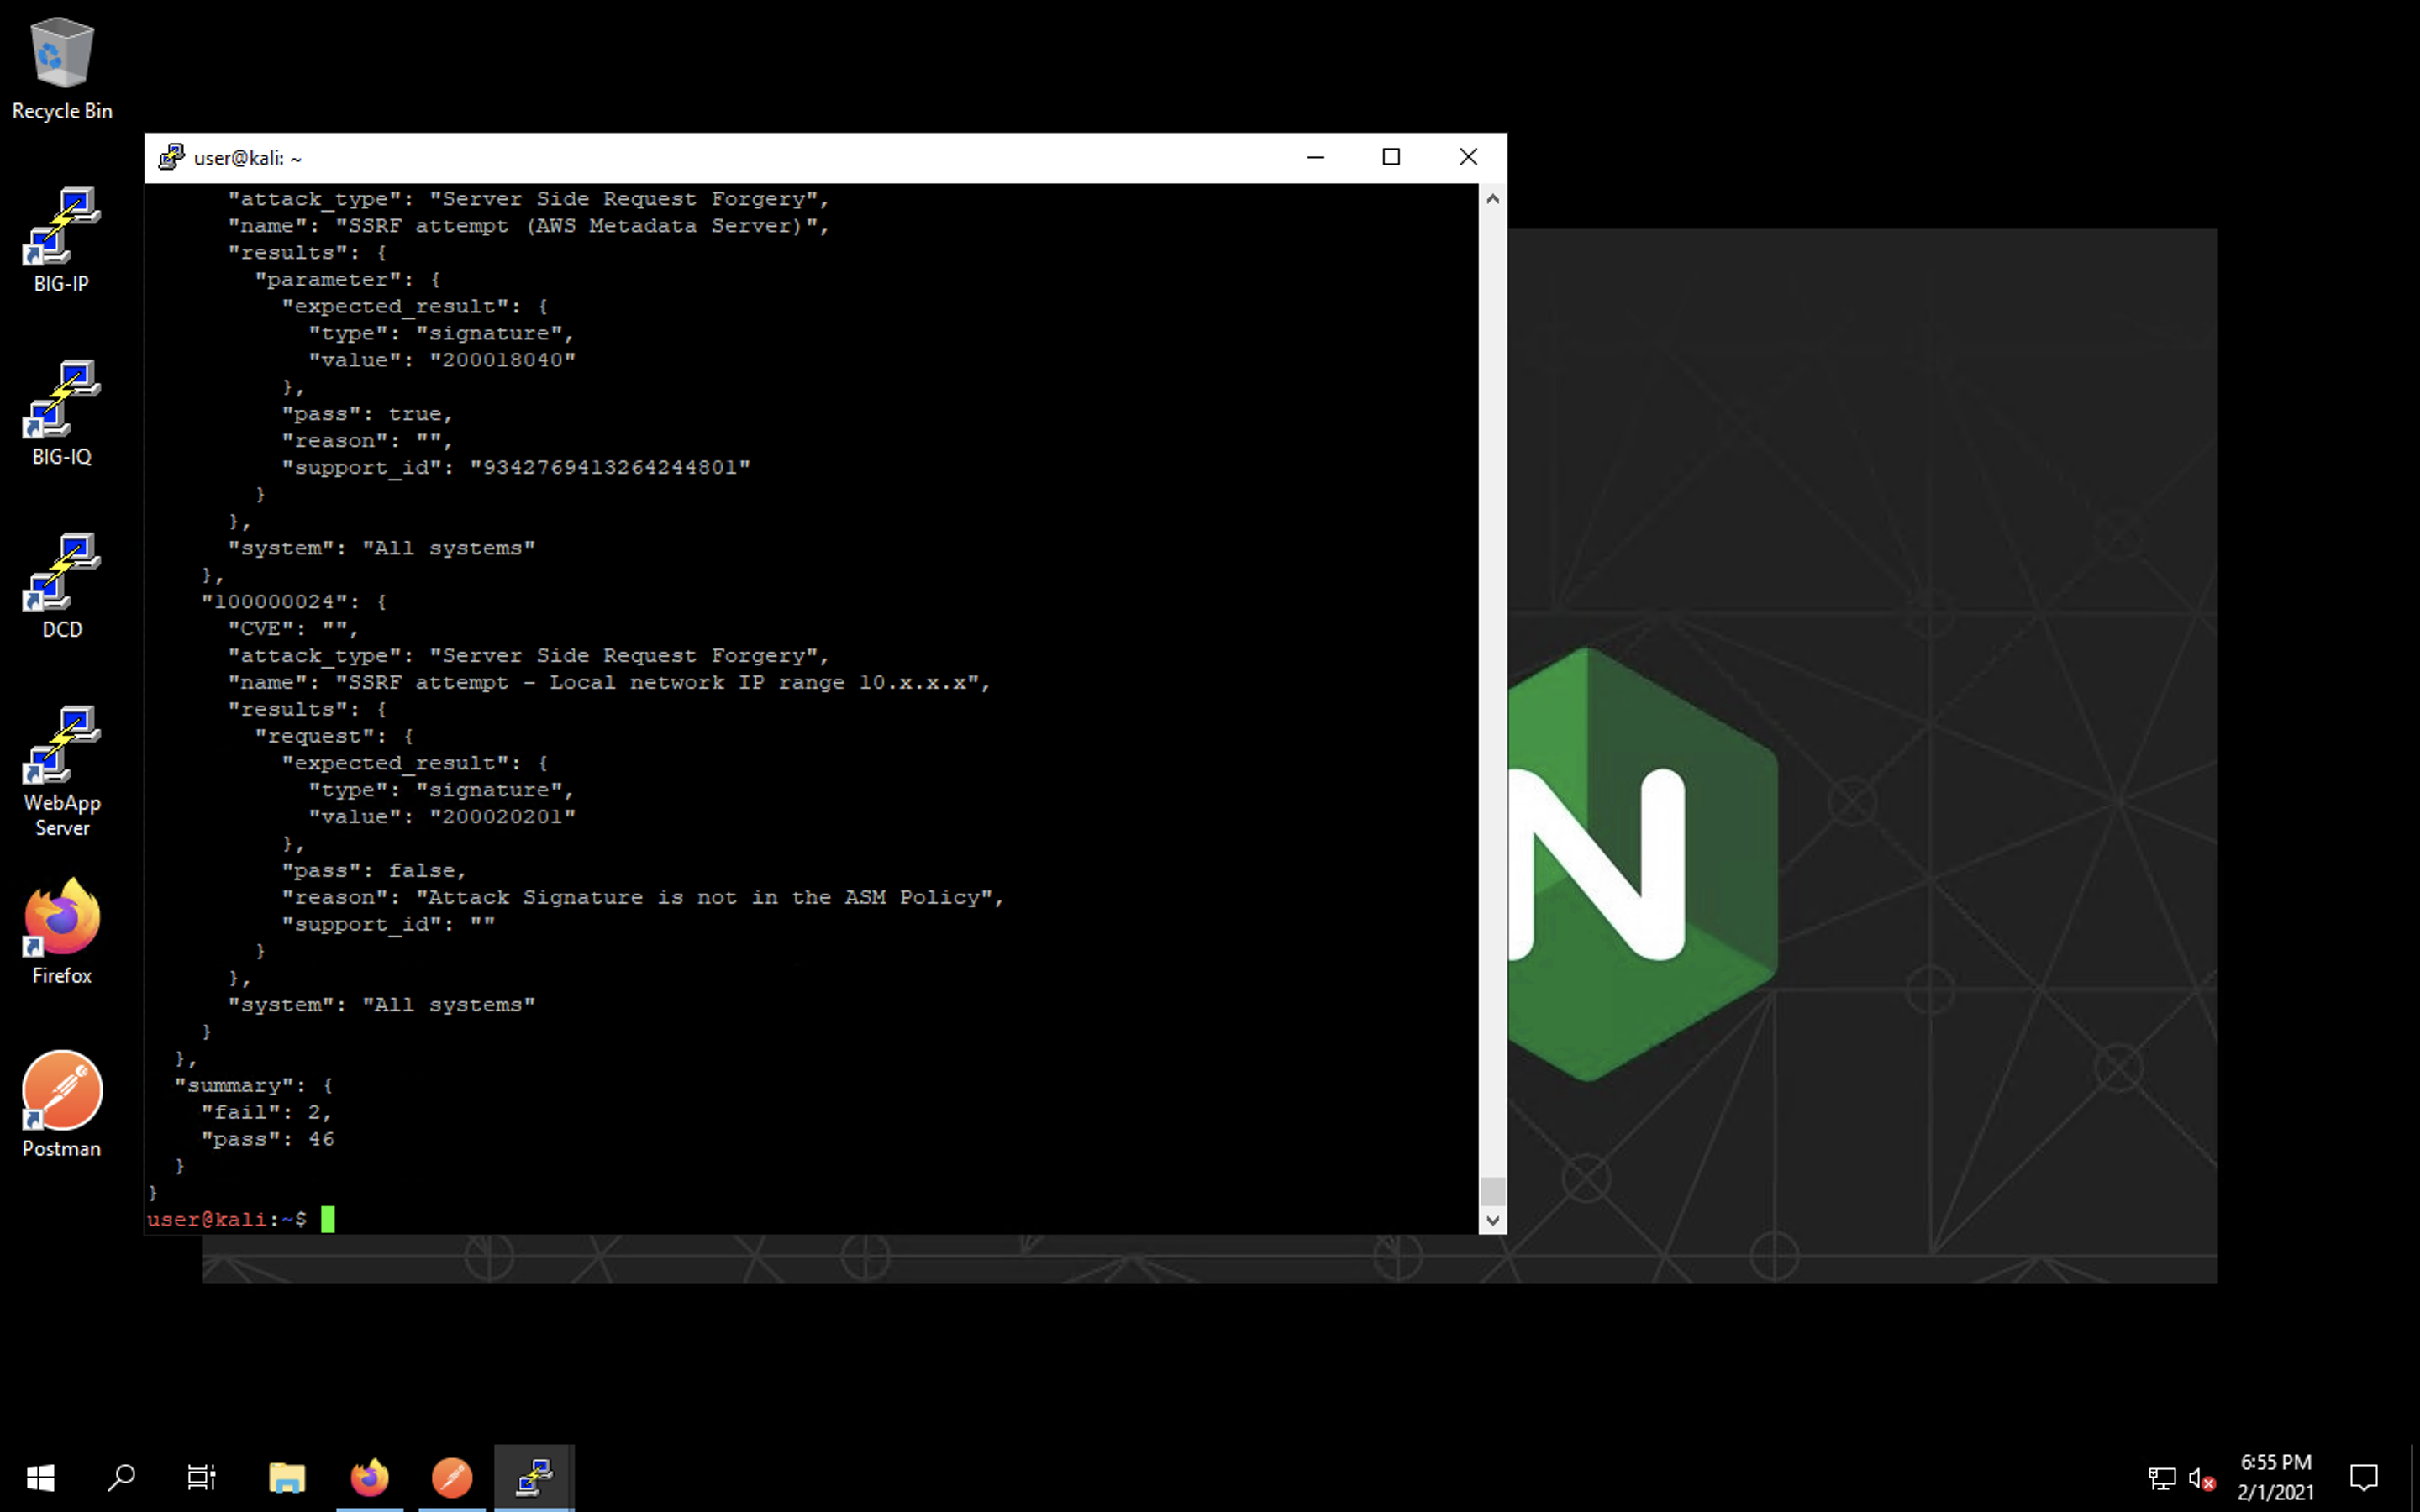 Recycle Bin
BIG-IP
BIG-IQ
DCD
WebApp
Server
Firefox
Postman
user@kali: ~
"attack_type": "Server Side Request Forgery",
"name": "SSRF attempt (AWS Metadata Server)",
"results": {
"parameter": {
"expected_result": {
"type": "signature",
"value": "200018040"
},
"pass": true,
"reason": "",
"support_id": "9342769413264244801"
}
},
"system": "All systems"
},
"100000024": {
"CVE": "",
"attack_type": "Server Side Request Forgery",
"name": "SSRF attempt - Local network IP range 10.x.x.x",
"results": {
"request": {
"expected_result": {
"type": "signature",
"value": "200020201"
},
"pass": false,
"reason": "Attack Signature is not in the ASM Policy",
"support_id": ""
}
},
"system": "All systems"
}
},
"summary": {
"fail": 2,
"pass": 46
}
}
user@kali:~$
N
6:55 PM
2/1/2021